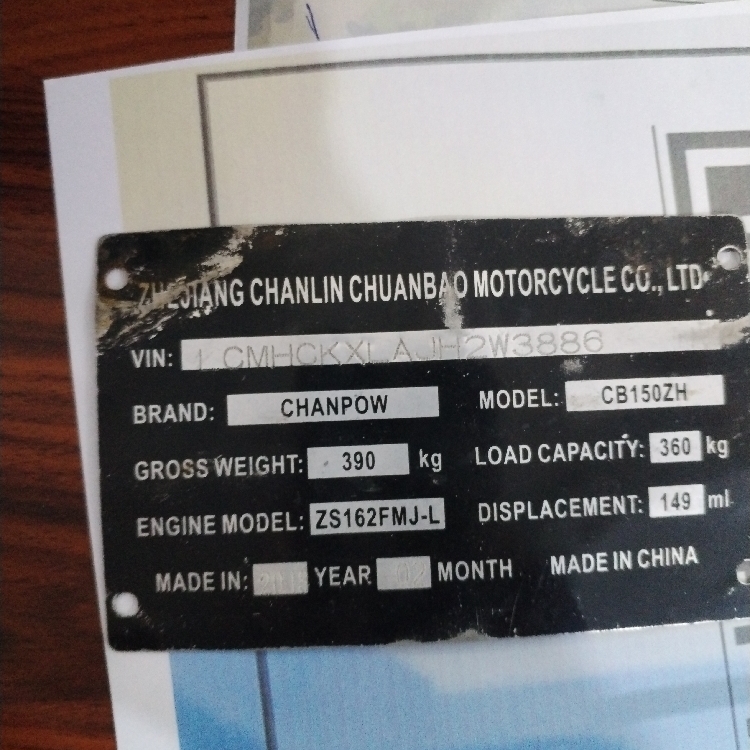 ZHEJIANG CHANLIN CHUANBAO MOTORCYCLE CO., LTD
VIN: LCMHCKXLAJH2W3886
BRAND: CHANPOW MODEL: CB150ZH
GROSS WEIGHT: 390 kg LOAD CAPACITY: 360 kg
ENGINE MODEL: ZS162FMJ-L DISPLACEMENT: 149 ml
MADE IN: YEAR MONTH MADE IN CHINA